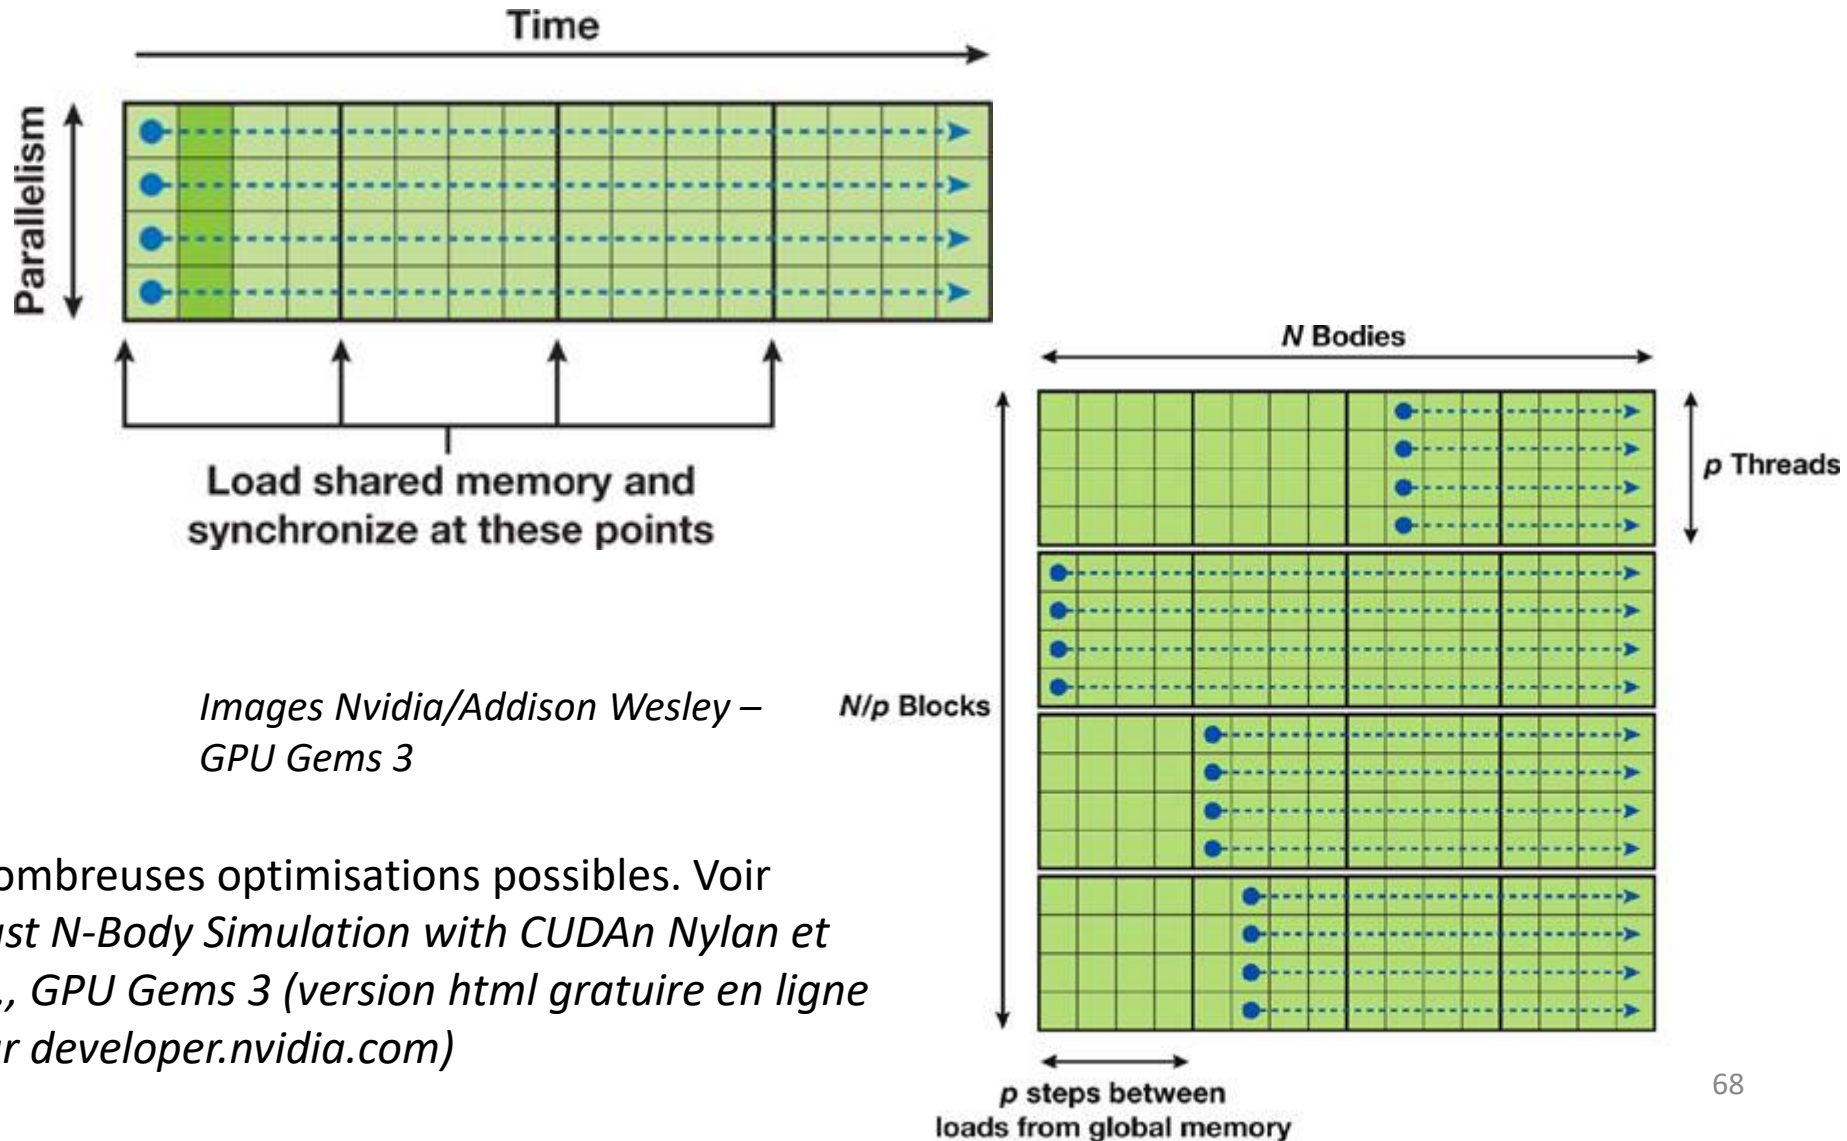 Time
Parallelism
Load shared memory and
synchronize at these points
N Bodies
p Threads
N/p Blocks
p steps between
loads from global memory
Images Nvidia/Addison Wesley –
GPU Gems 3
ombreuses optimisations possibles. Voir
ast N-Body Simulation with CUDAn Nylan et
., GPU Gems 3 (version html gratuire en ligne
ur developer.nvidia.com)
68